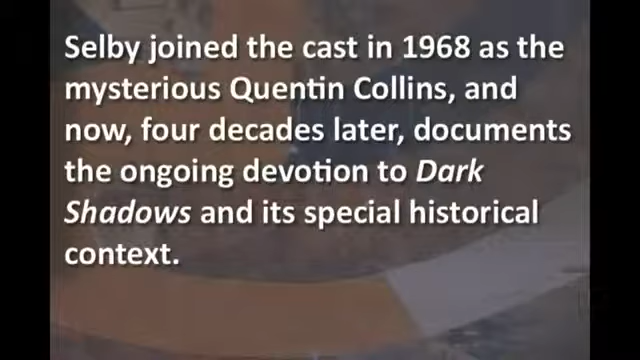 Selby joined the cast in 1968 as the
mysterious Quentin Collins, and
now, four decades later, documents
the ongoing devotion to Dark
Shadows and its special historical
context.